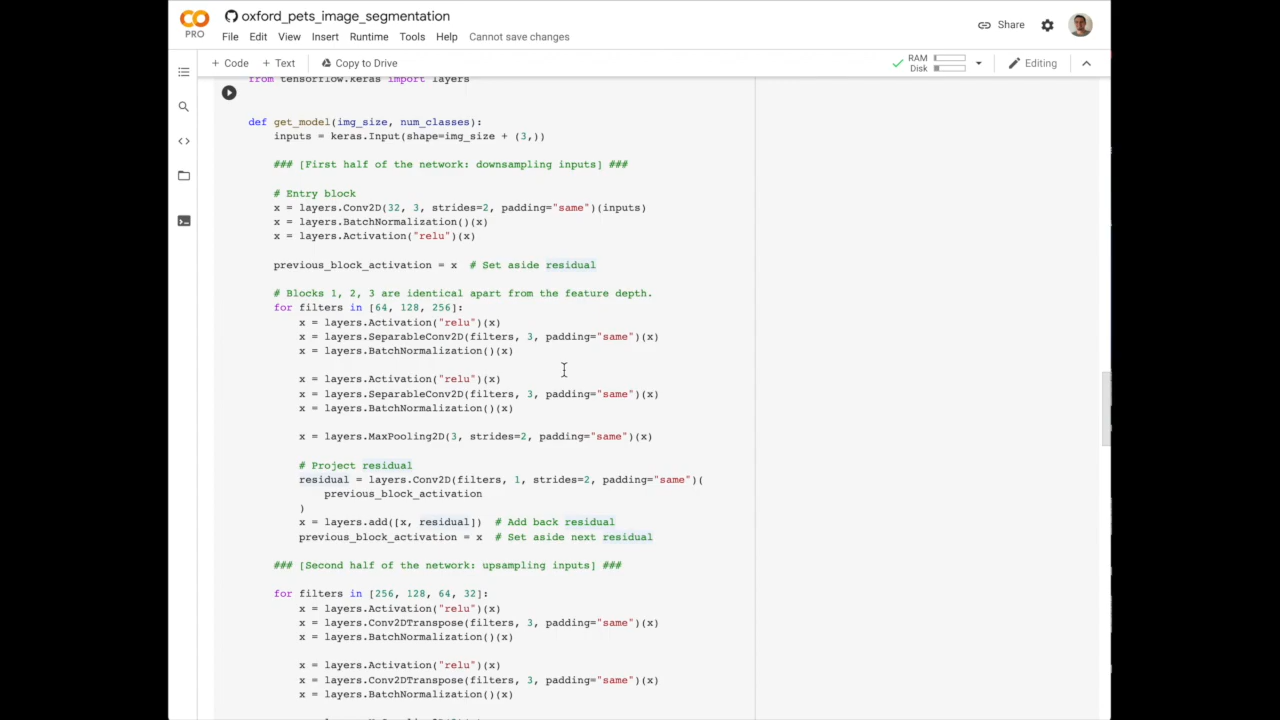 oxford_pets_image_segmentation
PRO
File Edit View Insert Runtime Tools Help Cannot save changes
Share
+ Code + Text Copy to Drive
RAM
Disk
Editing
from tensorflow.keras import layers
def get_model(img_size, num_classes):
    inputs = keras.Input(shape=img_size + (3,))
    ### [First half of the network: downsampling inputs] ###
    # Entry block
    x = layers.Conv2D(32, 3, strides=2, padding="same")(inputs)
    x = layers.BatchNormalization()(x)
    x = layers.Activation("relu")(x)
    previous_block_activation = x  # Set aside residual
    # Blocks 1, 2, 3 are identical apart from the feature depth.
    for filters in [64, 128, 256]:
        x = layers.Activation("relu")(x)
        x = layers.SeparableConv2D(filters, 3, padding="same")(x)
        x = layers.BatchNormalization()(x)
        x = layers.Activation("relu")(x)
        x = layers.SeparableConv2D(filters, 3, padding="same")(x)
        x = layers.BatchNormalization()(x)
        x = layers.MaxPooling2D(3, strides=2, padding="same")(x)
        # Project residual
        residual = layers.Conv2D(filters, 1, strides=2, padding="same")(
            previous_block_activation
        )
        x = layers.add([x, residual])  # Add back residual
        previous_block_activation = x  # Set aside next residual
    ### [Second half of the network: upsampling inputs] ###
    for filters in [256, 128, 64, 32]:
        x = layers.Activation("relu")(x)
        x = layers.Conv2DTranspose(filters, 3, padding="same")(x)
        x = layers.BatchNormalization()(x)
        x = layers.Activation("relu")(x)
        x = layers.Conv2DTranspose(filters, 3, padding="same")(x)
        x = layers.BatchNormalization()(x)